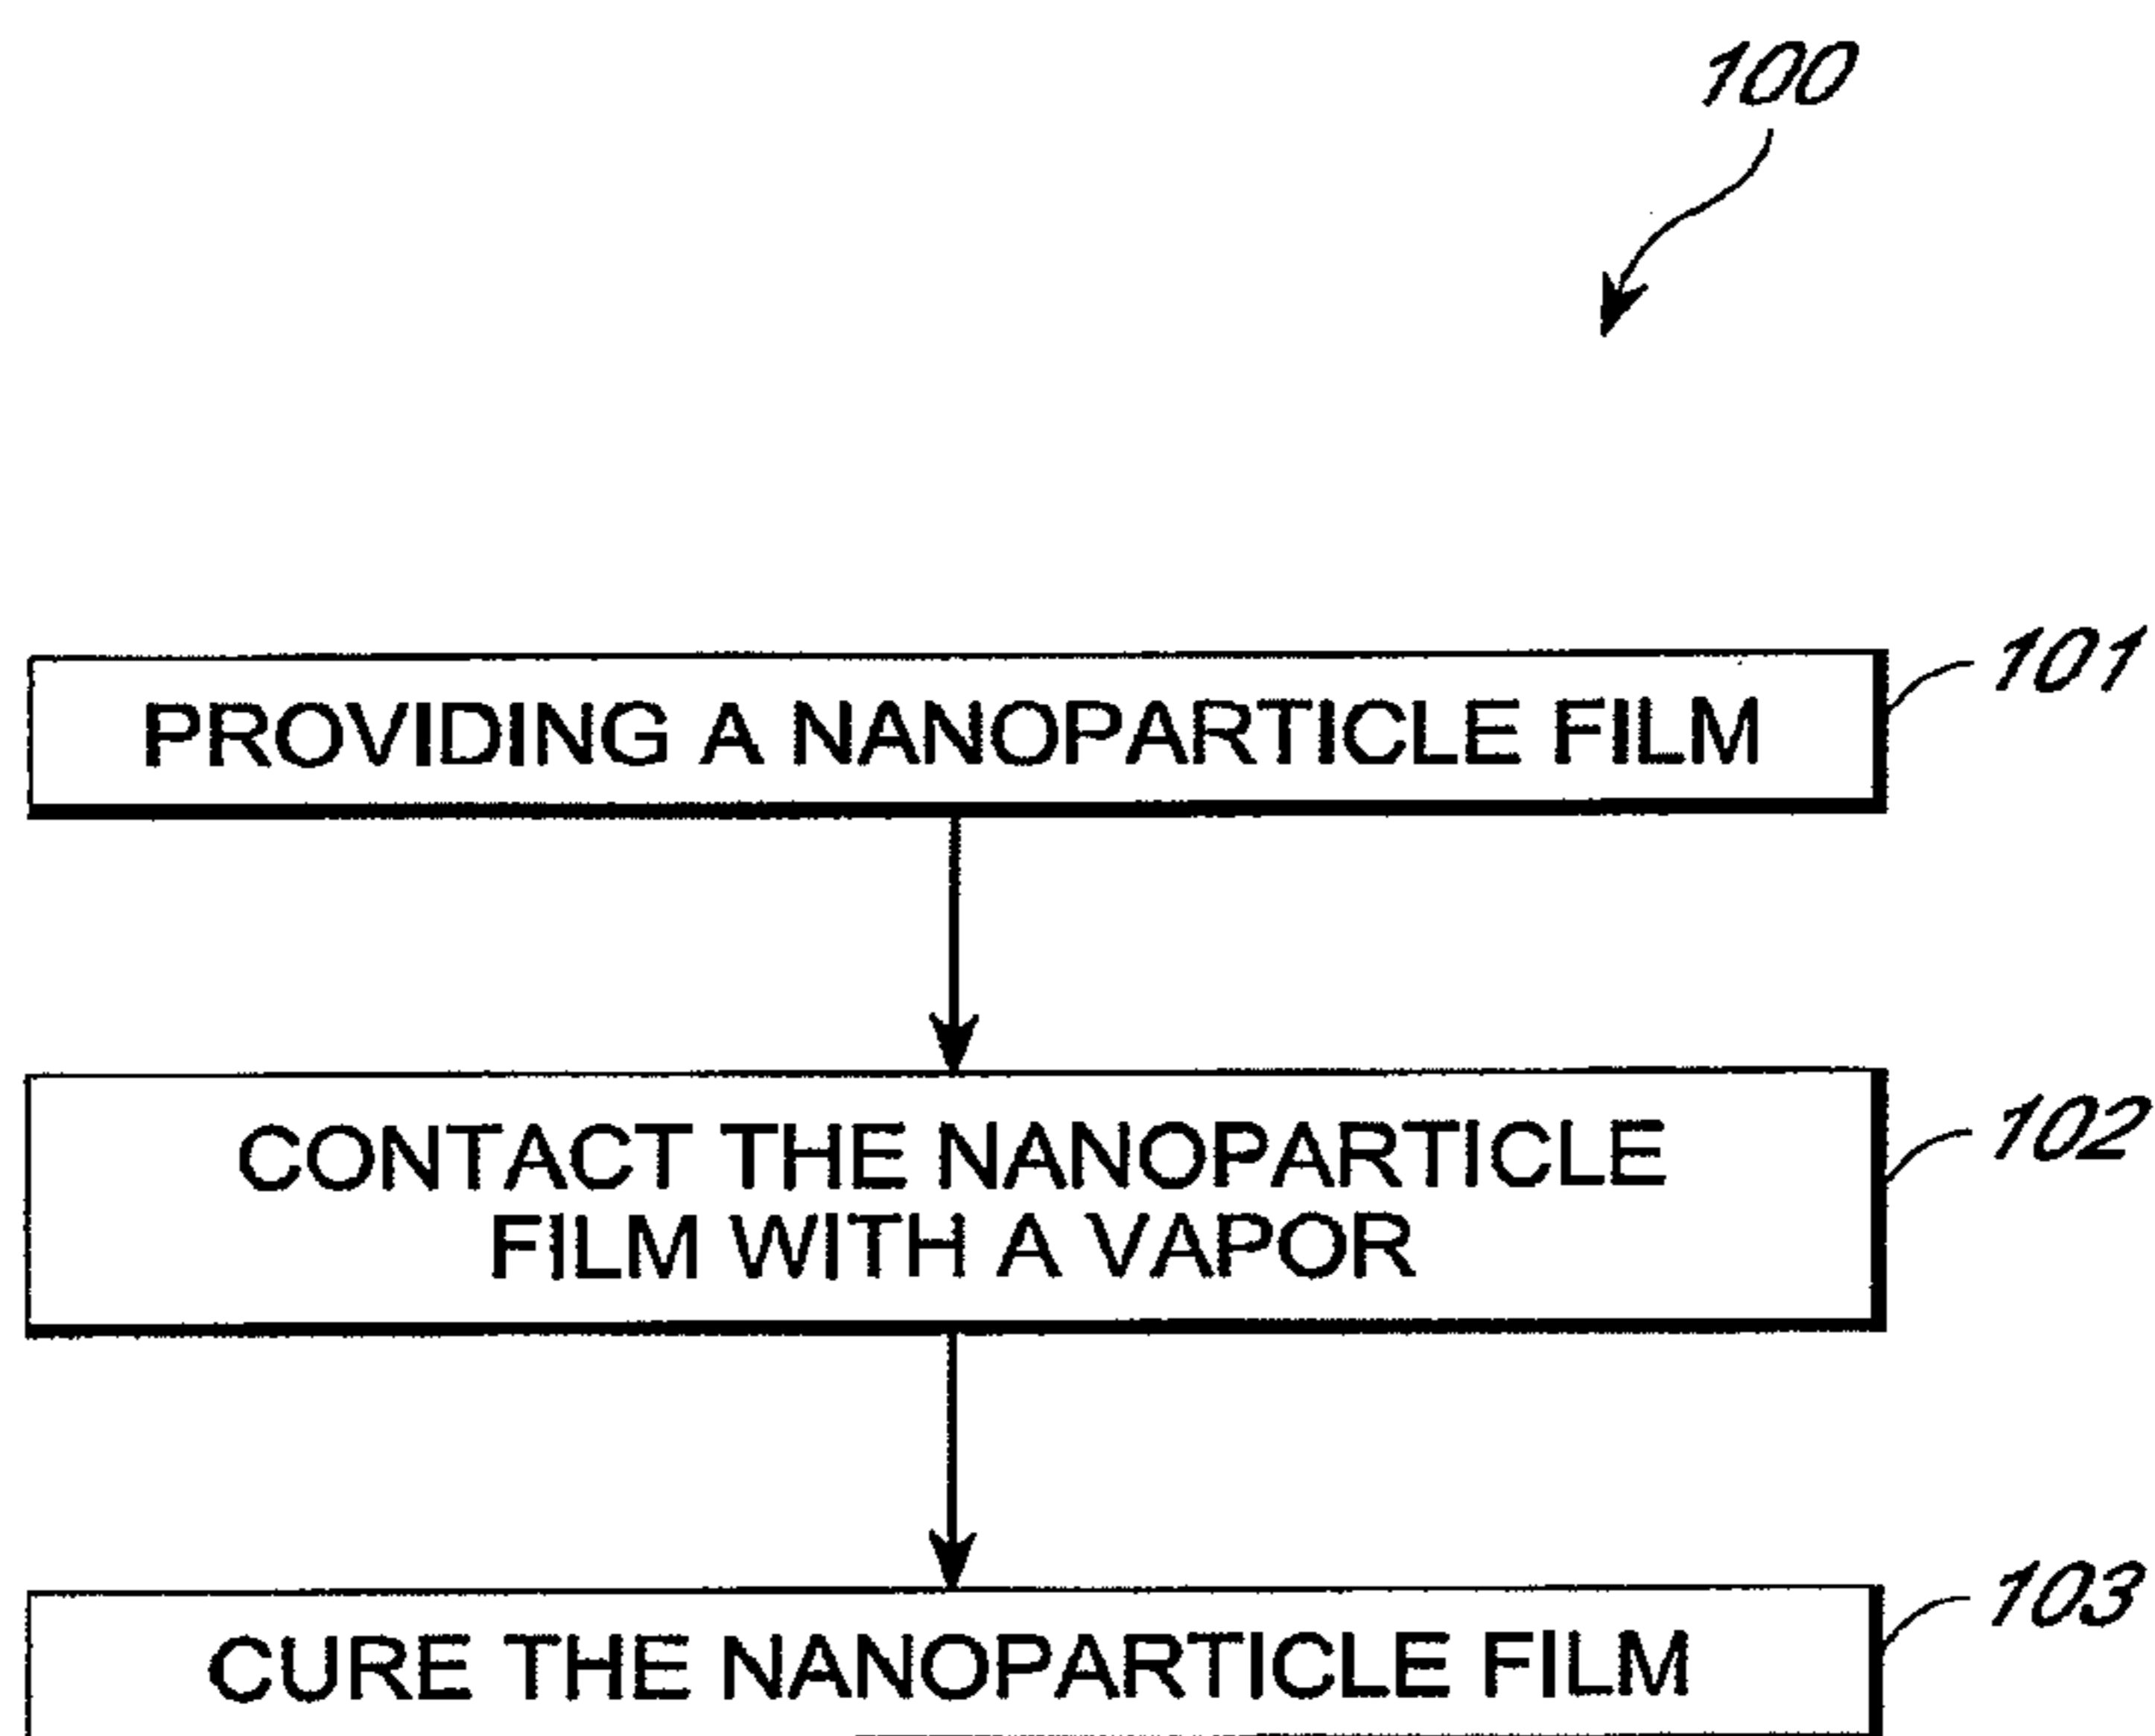 100
PROVIDING A NANOPARTICLE FILM
101
CONTACT THE NANOPARTICLE
FILM WITH A VAPOR
102
CURE THE NANOPARTICLE FILM
103